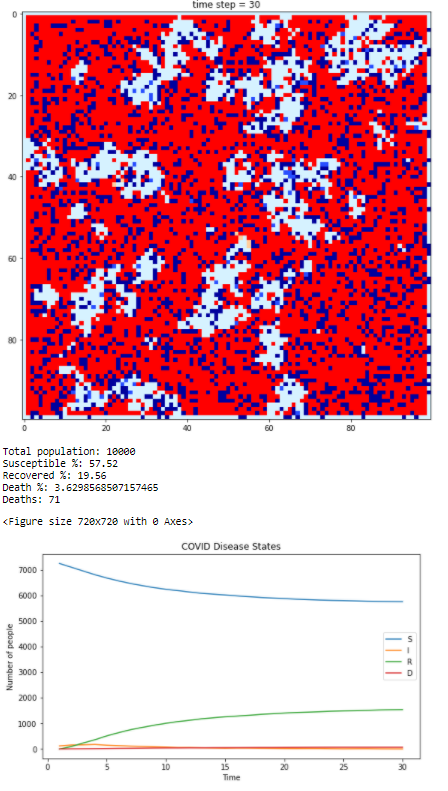 time step = 30
0
20
40
60
80
0 20 40 60 80
Total population: 10000
Susceptible %: 57.52
Recovered %: 19.56
Death %: 3.6298568507157465
Deaths: 71
<Figure size 720x720 with 0 Axes>
COVID Disease States
7000
6000
5000
4000
3000
2000
1000
0
Number of people
S
I
R
D
0 5 10 15 20 25 30
Time